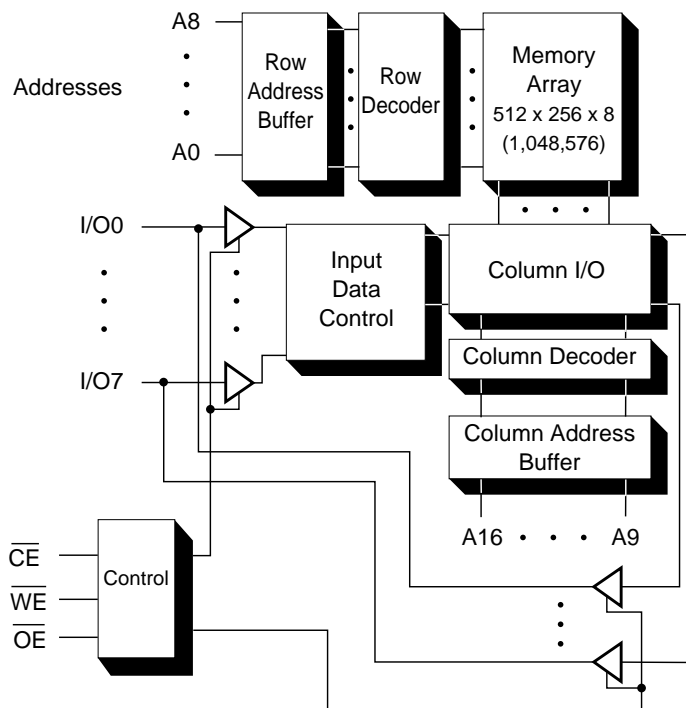 A8
Addresses
A0
Row
Address
Buffer
Row
Decoder
Memory
Array
512 x 256 x 8
(1,048,576)
I/O0
I/O7
Input
Data
Control
Column I/O
Column Decoder
Column Address
Buffer
A16
A9
CE
WE
OE
Control